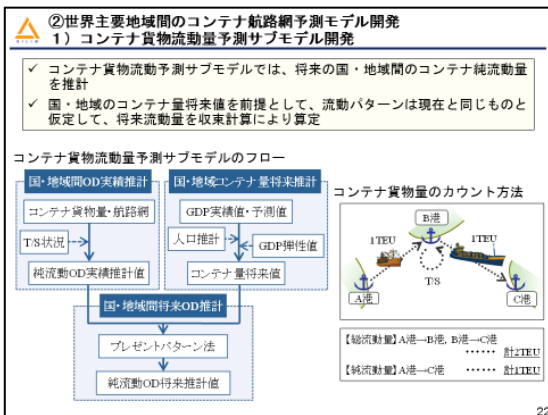 ②世界主要地域間のコンテナ航路網予測モデル開発
１）コンテナ貨物流動量予測サブモデル開発
✓ コンテナ貨物流動予測サブモデルでは、将来の国・地域間のコンテナ純流動量
を推計
✓ 国・地域のコンテナ量将来値を前提として、流動パターンは現在と同じものと
仮定して、将来流動量を収束計算により算定
コンテナ貨物流動量予測サブモデルのフロー
国・地域間OD実績推計
コンテナ貨物量・航路網
T/S状況
純流動OD実績推計値
国・地域コンテナ量将来推計
GDP実績値・予測値
人口推計
GDP弾性値
コンテナ量将来値
国・地域間将来OD推計
プレゼントパターン法
純流動OD将来推計値
コンテナ貨物量のカウント方法
B港
1TEU
1TEU
T/S
A港
C港
【総流動量】A港→B港, B港→C港
…… 計2TEU
【純流動量】A港→C港
…… 計1TEU
22